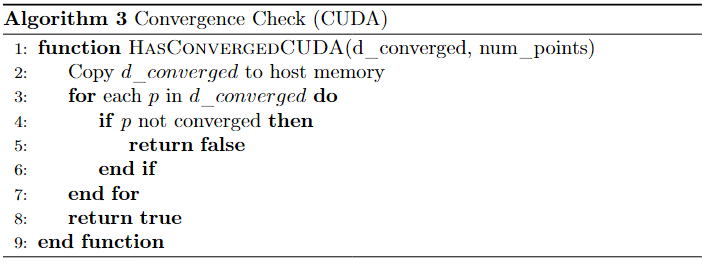 Algorithm 3 Convergence Check (CUDA)
1: function HASCONVERGEDCUDA(d_converged, num_points)
2: Copy d_converged to host memory
3: for each p in d_converged do
4: if p not converged then
5: return false
6: end if
7: end for
8: return true
9: end function